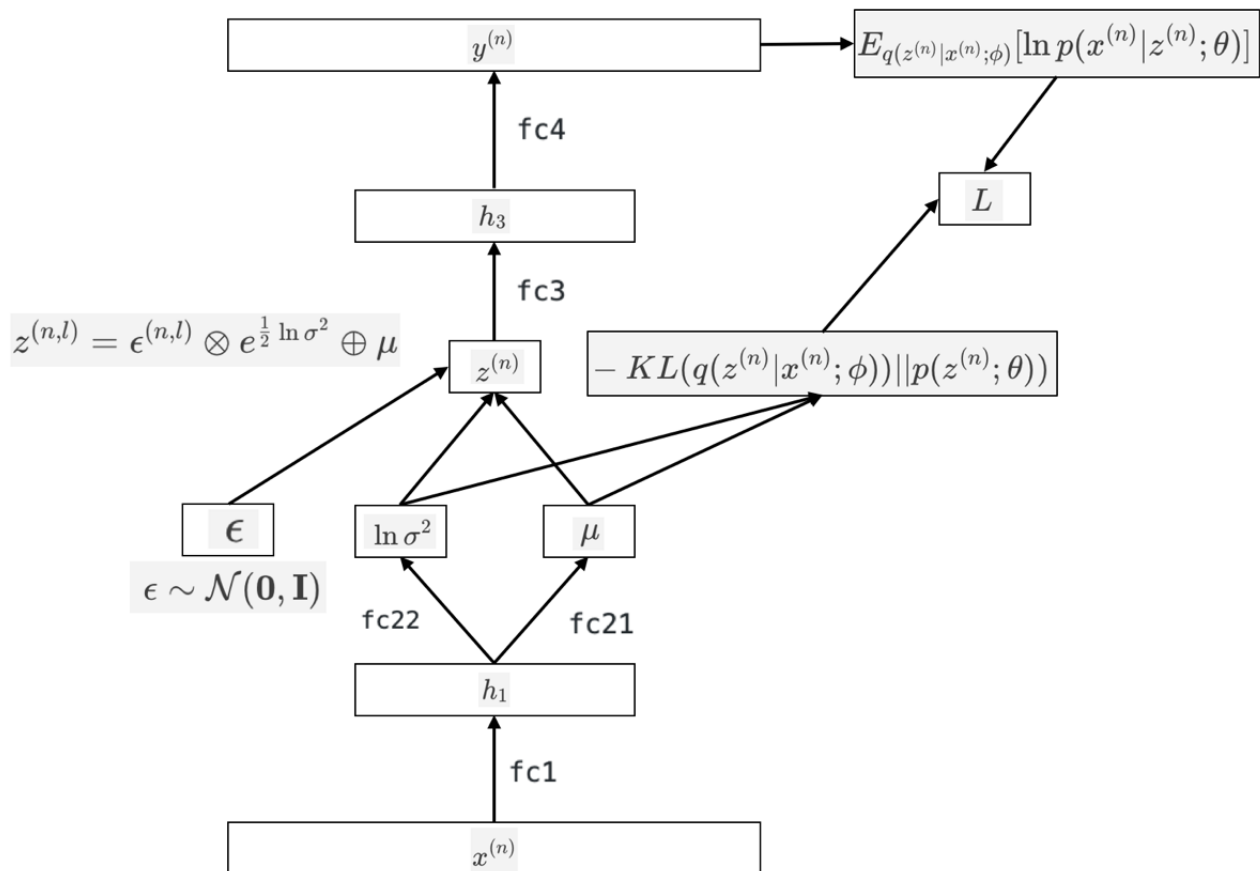 $y^{(n)}$
$E_{q(z^{(n)}|x^{(n)};\phi)}[\ln p(x^{(n)}|z^{(n)};\theta)]$
fc4
$L$
$h_3$
fc3
$z^{(n,l)} = \epsilon^{(n,l)} \otimes e^{\frac{1}{2} \ln \sigma^2} \oplus \mu$
$z^{(n)}$
$- KL(q(z^{(n)}|x^{(n)};\phi))||p(z^{(n)};\theta))$
$\epsilon$
$\ln \sigma^2$
$\mu$
$\epsilon \sim \mathcal{N}(\mathbf{0}, \mathbf{I})$
fc22
fc21
$h_1$
fc1
$x^{(n)}$